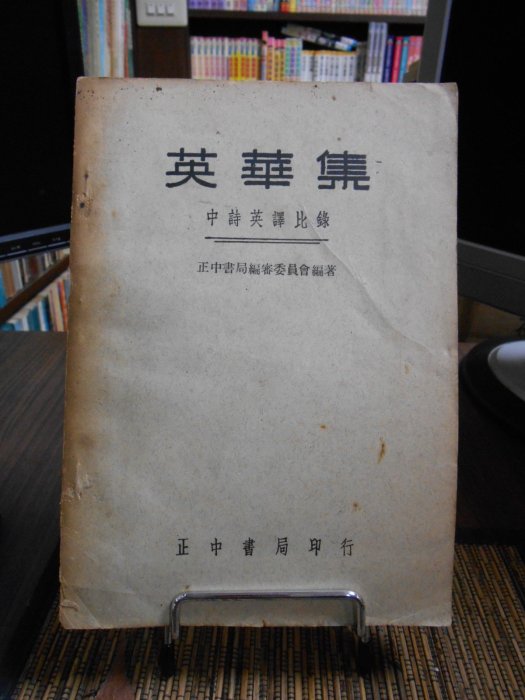 英華集
中詩英譯比錄
正中書局編審委員會編著
正中書局印行